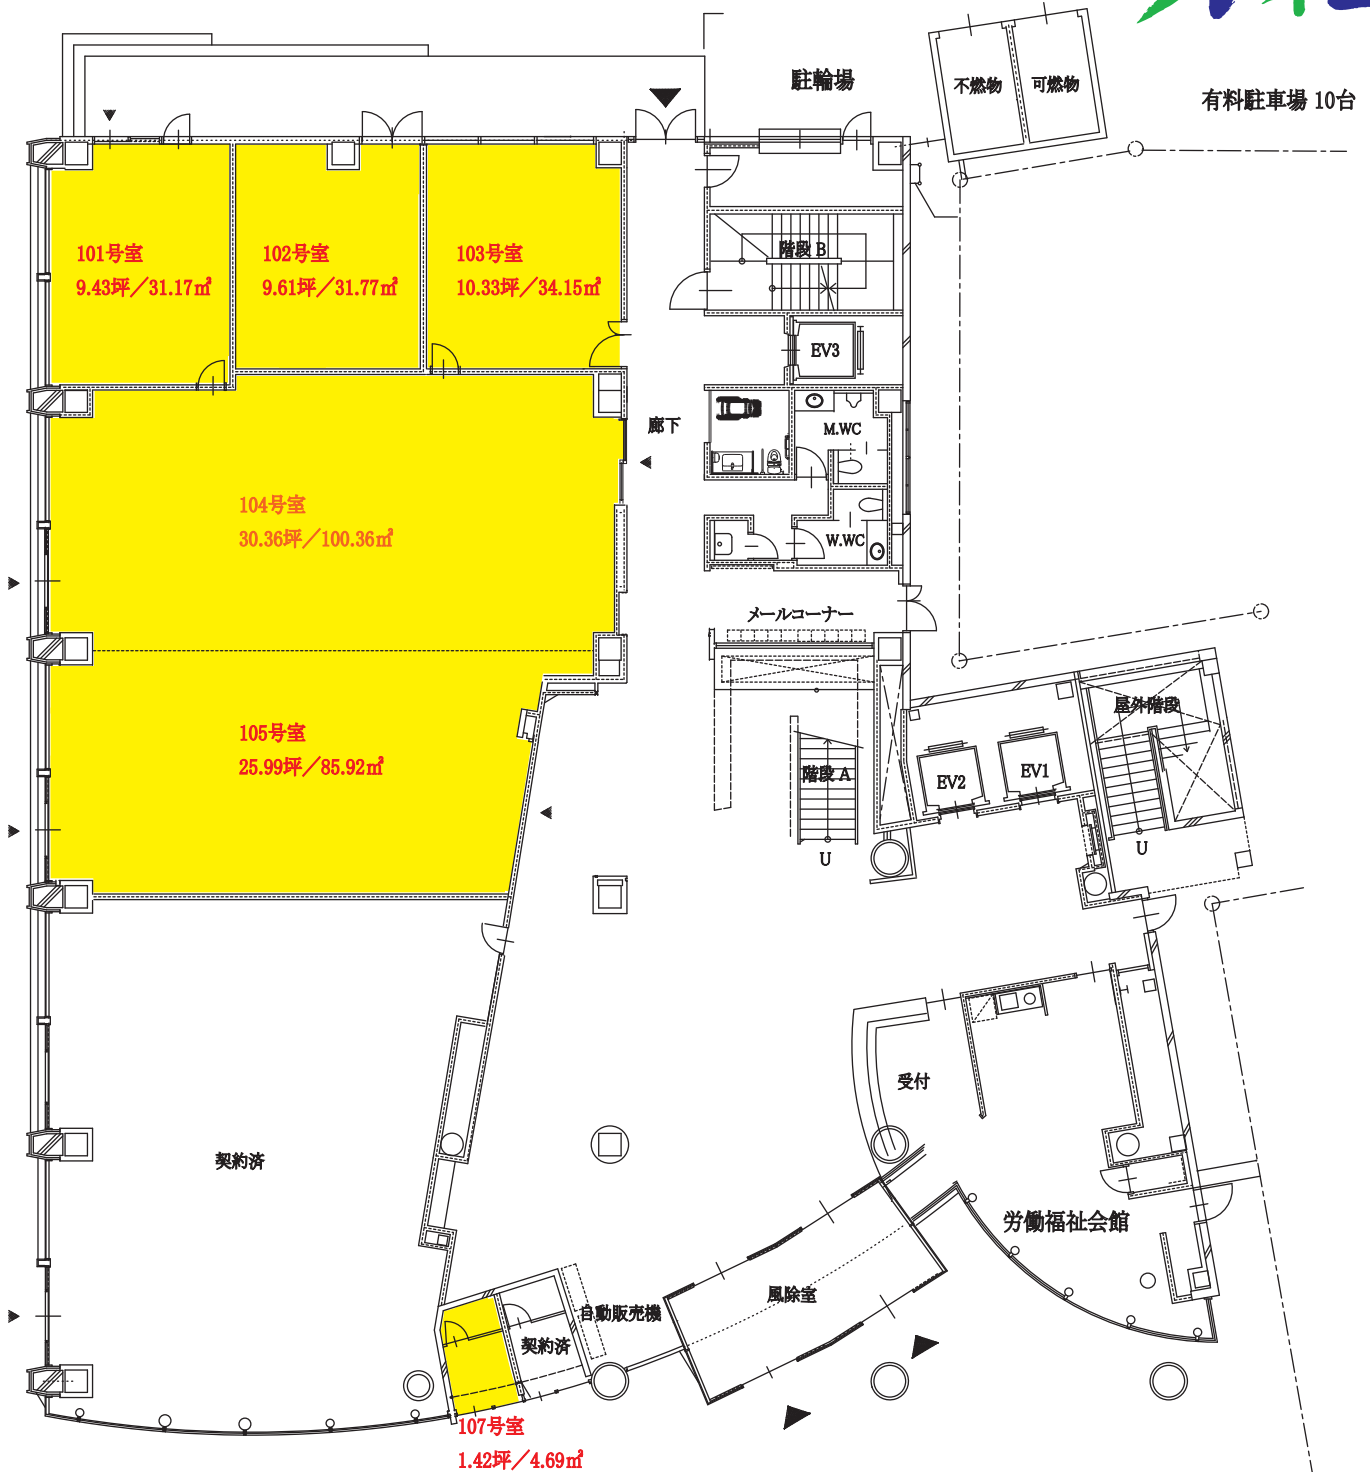 不燃物
可燃物
駐輪場
有料駐車場 10台
101号室
9.43坪／31.17㎡
102号室
9.61坪／31.77㎡
103号室
10.33坪／34.15㎡
階段 B
EV3
廊下
M.WC
104号室
30.36坪／100.36㎡
W.WC
メールコーナー
105号室
25.99坪／85.92㎡
屋外階段
階段 A
EV2
EV1
U
U
受付
契約済
労働福祉会館
風除室
自動販売機
契約済
107号室
1.42坪／4.69㎡